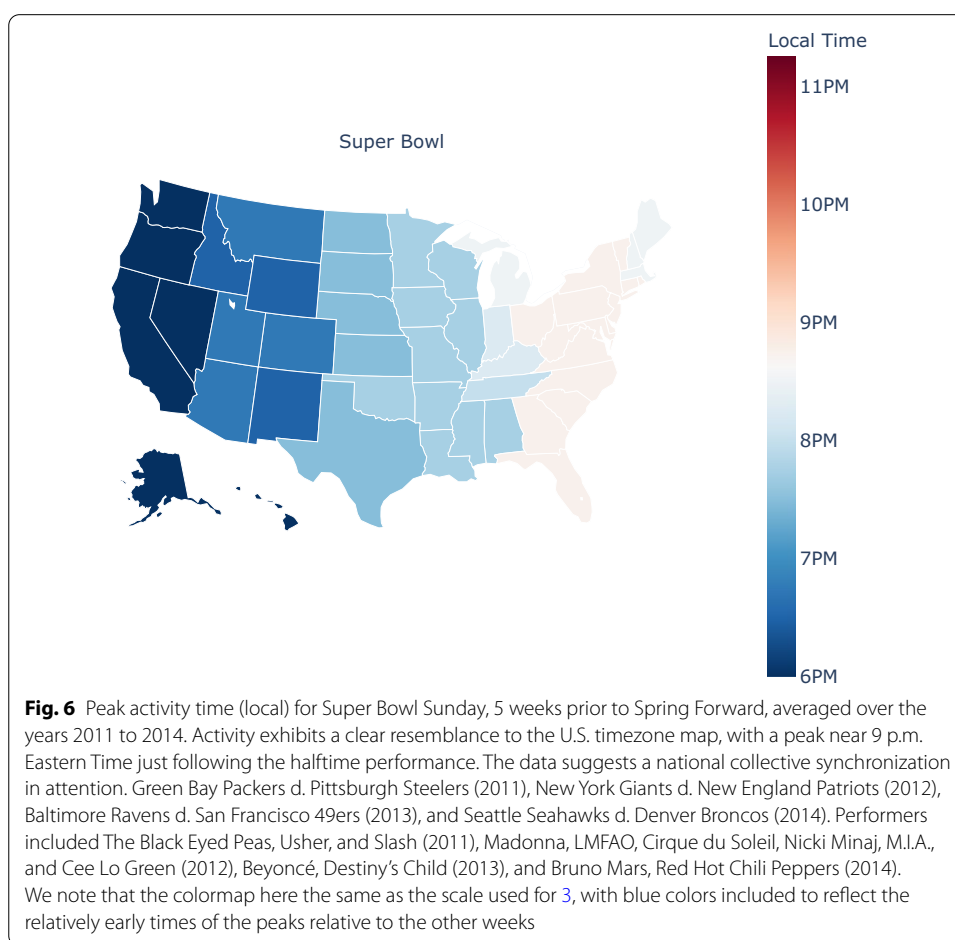 Local Time
11PM
Super Bowl
10PM
9PM
8PM
7PM
6PM
Fig. 6 Peak activity time (local) for Super Bowl Sunday, 5 weeks prior to Spring Forward, averaged over the
years 2011 to 2014. Activity exhibits a clear resemblance to the U.S. timezone map, with a peak near 9 p.m.
Eastern Time just following the halftime performance. The data suggests a national collective synchronization
in attention. Green Bay Packers d. Pittsburgh Steelers (2011), New York Giants d. New England Patriots (2012),
Baltimore Ravens d. San Francisco 49ers (2013), and Seattle Seahawks d. Denver Broncos (2014). Performers
included The Black Eyed Peas, Usher, and Slash (2011), Madonna, LMFAO, Cirque du Soleil, Nicki Minaj, M.I.A.,
and Cee Lo Green (2012), Beyoncé, Destiny's Child (2013), and Bruno Mars, Red Hot Chili Peppers (2014).
We note that the colormap here the same as the scale used for 3, with blue colors included to reflect the
relatively early times of the peaks relative to the other weeks